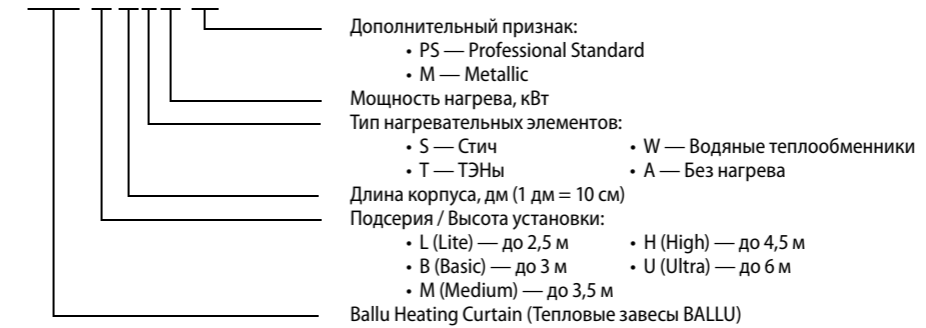 Дополнительный признак:
• PS — Professional Standard
• M — Metallic
Мощность нагрева, кВт
Тип нагревательных элементов:
• S — Стич • W — Водяные теплообменники
• T — ТЭНы • A — Без нагрева
Длина корпуса, дм (1 дм = 10 см)
Подсерия / Высота установки:
• L (Lite) — до 2,5 м • H (High) — до 4,5 м
• B (Basic) — до 3 м • U (Ultra) — до 6 м
• M (Medium) — до 3,5 м
Ballu Heating Curtain (Тепловые завесы BALLU)